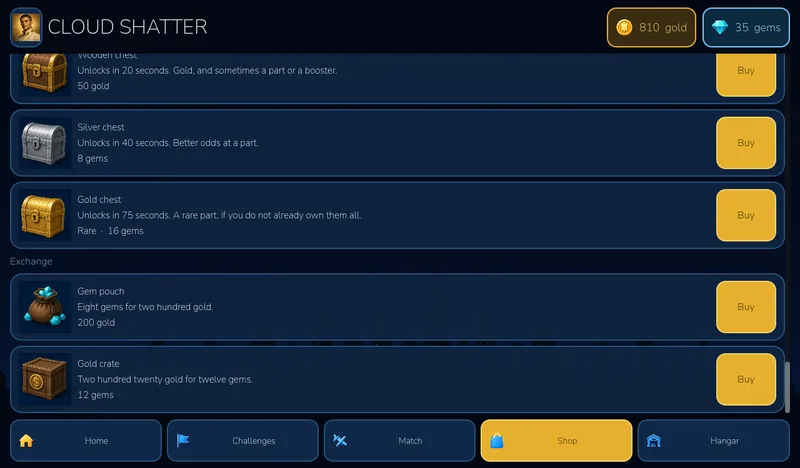 CLOUD SHATTER
810 gold
35 gems
Wooden chest
Unlocks in 20 seconds. Gold, and sometimes a part or a booster.
50 gold
Buy
Silver chest
Unlocks in 40 seconds. Better odds at a part.
8 gems
Buy
Gold chest
Unlocks in 75 seconds. A rare part, if you do not already own them all.
Rare · 16 gems
Buy
Exchange
Gem pouch
Eight gems for two hundred gold.
200 gold
Buy
Gold crate
Two hundred twenty gold for twelve gems.
12 gems
Buy
Home
Challenges
Match
Shop
Hangar